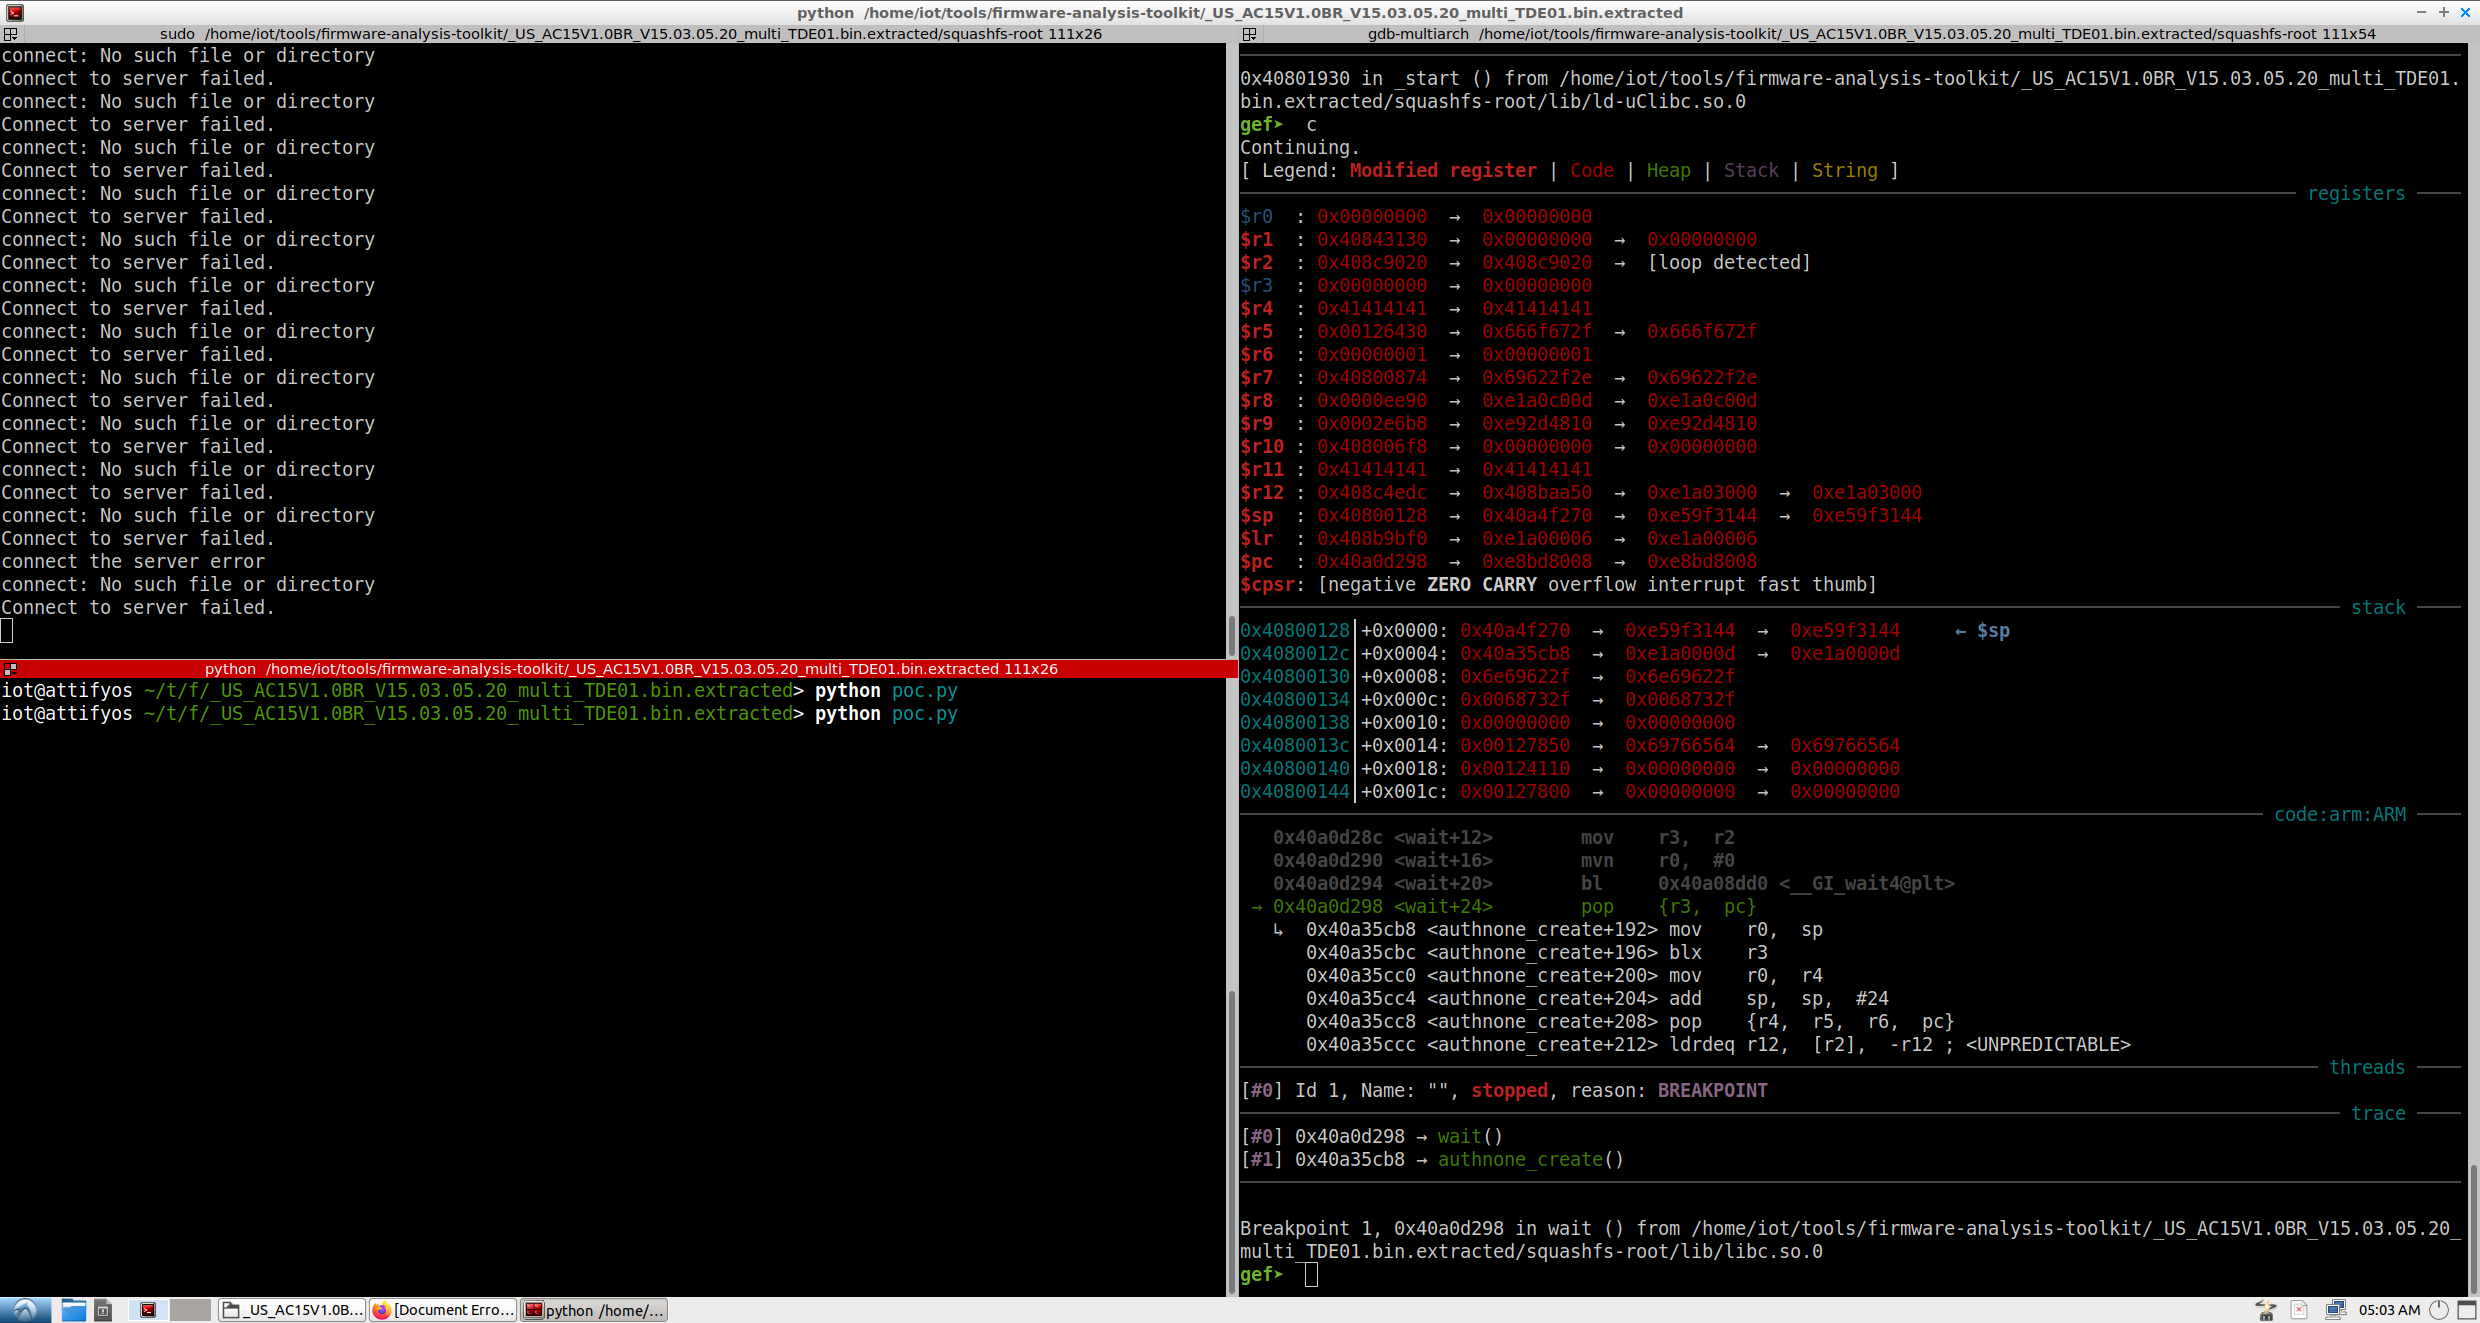 python  /home/iot/tools/firmware-analysis-toolkit/_US_AC15V1.0BR_V15.03.05.20_multi_TDE01.bin.extracted
sudo  /home/iot/tools/firmware-analysis-toolkit/_US_AC15V1.0BR_V15.03.05.20_multi_TDE01.bin.extracted/squashfs-root 111x26
connect: No such file or directory
Connect to server failed.
connect: No such file or directory
Connect to server failed.
connect: No such file or directory
Connect to server failed.
connect: No such file or directory
Connect to server failed.
connect: No such file or directory
Connect to server failed.
connect: No such file or directory
Connect to server failed.
connect: No such file or directory
Connect to server failed.
connect: No such file or directory
Connect to server failed.
connect: No such file or directory
Connect to server failed.
connect: No such file or directory
Connect to server failed.
connect: No such file or directory
Connect to server failed.
connect the server error
connect: No such file or directory
Connect to server failed.
python  /home/iot/tools/firmware-analysis-toolkit/_US_AC15V1.0BR_V15.03.05.20_multi_TDE01.bin.extracted 111x26
iot@attifyos ~/t/f/_US_AC15V1.0BR_V15.03.05.20_multi_TDE01.bin.extracted> python poc.py
iot@attifyos ~/t/f/_US_AC15V1.0BR_V15.03.05.20_multi_TDE01.bin.extracted> python poc.py
gdb-multiarch  /home/iot/tools/firmware-analysis-toolkit/_US_AC15V1.0BR_V15.03.05.20_multi_TDE01.bin.extracted/squashfs-root 111x54
0x40801930 in _start () from /home/iot/tools/firmware-analysis-toolkit/_US_AC15V1.0BR_V15.03.05.20_multi_TDE01.
bin.extracted/squashfs-root/lib/ld-uClibc.so.0
gef➤  c
Continuing.
[ Legend: Modified register | Code | Heap | Stack | String ]
registers
$r0  : 0x00000000  →  0x00000000
$r1  : 0x40843130  →  0x00000000  →  0x00000000
$r2  : 0x408c9020  →  0x408c9020  →  [loop detected]
$r3  : 0x00000000  →  0x00000000
$r4  : 0x41414141  →  0x41414141
$r5  : 0x00126430  →  0x666f672f  →  0x666f672f
$r6  : 0x00000001  →  0x00000001
$r7  : 0x40800874  →  0x69622f2e  →  0x69622f2e
$r8  : 0x0000ee90  →  0xe1a0c00d  →  0xe1a0c00d
$r9  : 0x0002e6b8  →  0xe92d4810  →  0xe92d4810
$r10 : 0x408006f8  →  0x00000000  →  0x00000000
$r11 : 0x41414141  →  0x41414141
$r12 : 0x408c4edc  →  0x408baa50  →  0xe1a03000  →  0xe1a03000
$sp  : 0x40800128  →  0x40a4f270  →  0xe59f3144  →  0xe59f3144
$lr  : 0x408b9bf0  →  0xe1a00006  →  0xe1a00006
$pc  : 0x40a0d298  →  0xe8bd8008  →  0xe8bd8008
$cpsr: [negative ZERO CARRY overflow interrupt fast thumb]
stack
0x40800128│+0x0000: 0x40a4f270  →  0xe59f3144  →  0xe59f3144     ← $sp
0x4080012c│+0x0004: 0x40a35cb8  →  0xe1a0000d  →  0xe1a0000d
0x40800130│+0x0008: 0x6e69622f  →  0x6e69622f
0x40800134│+0x000c: 0x0068732f  →  0x0068732f
0x40800138│+0x0010: 0x00000000  →  0x00000000
0x4080013c│+0x0014: 0x00127850  →  0x69766564  →  0x69766564
0x40800140│+0x0018: 0x00124110  →  0x00000000  →  0x00000000
0x40800144│+0x001c: 0x00127800  →  0x00000000  →  0x00000000
code:arm:ARM
0x40a0d28c <wait+12>        mov    r3,  r2
0x40a0d290 <wait+16>        mvn    r0,  #0
0x40a0d294 <wait+20>        bl     0x40a08dd0 <__GI_wait4@plt>
→ 0x40a0d298 <wait+24>        pop    {r3,  pc}
↳  0x40a35cb8 <authnone_create+192> mov    r0,  sp
0x40a35cbc <authnone_create+196> blx    r3
0x40a35cc0 <authnone_create+200> mov    r0,  r4
0x40a35cc4 <authnone_create+204> add    sp,  sp,  #24
0x40a35cc8 <authnone_create+208> pop    {r4,  r5,  r6,  pc}
0x40a35ccc <authnone_create+212> ldrdeq r12,  [r2],  -r12 ; <UNPREDICTABLE>
threads
[#0] Id 1, Name: "", stopped, reason: BREAKPOINT
trace
[#0] 0x40a0d298 → wait()
[#1] 0x40a35cb8 → authnone_create()
Breakpoint 1, 0x40a0d298 in wait () from /home/iot/tools/firmware-analysis-toolkit/_US_AC15V1.0BR_V15.03.05.20_
multi_TDE01.bin.extracted/squashfs-root/lib/libc.so.0
gef➤
_US_AC15V1.0B...
[Document Erro...
python /home/...
05:03 AM